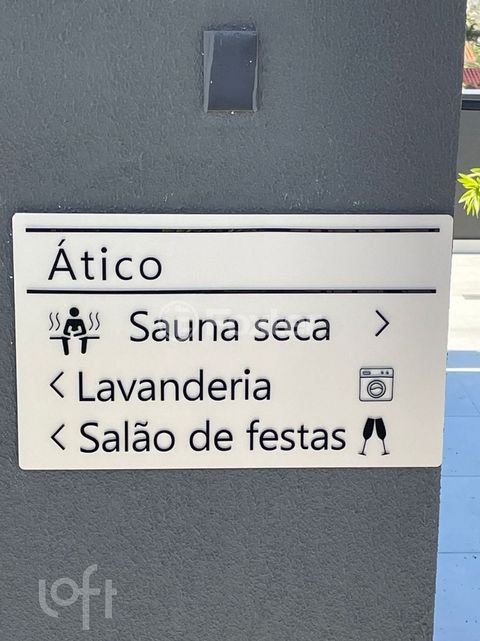 Ático
Sauna seca >
< Lavanderia
< Salão de festas
Loft